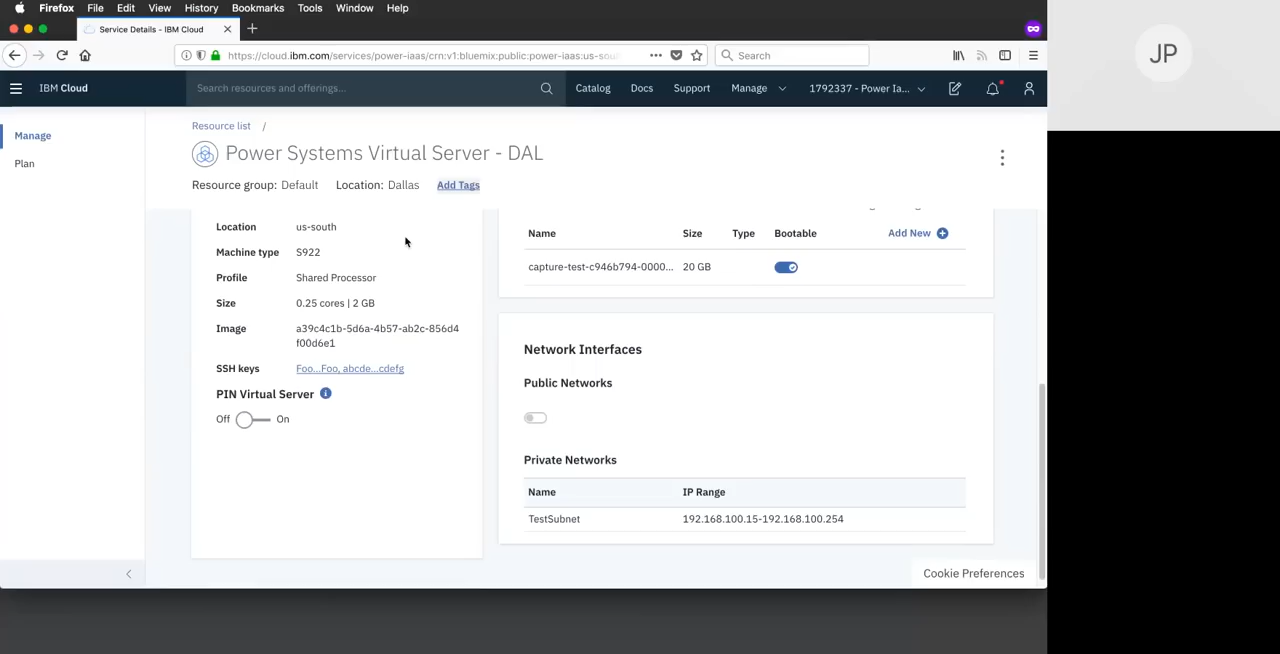 Firefox File Edit View History Bookmarks Tools Window Help
Service Details - IBM Cloud
https://cloud.ibm.com/services/power-iaas/crn:v1:bluemix:public:power-iaas:us-sou
Search
IBM Cloud
Search resources and offerings...
Catalog Docs Support Manage 1792337 - Power Ia...
JP
Manage
Plan
Resource list /
Power Systems Virtual Server - DAL
Resource group: Default Location: Dallas Add Tags
Location us-south
Machine type S922
Profile Shared Processor
Size 0.25 cores | 2 GB
Image a39c4c1b-5d6a-4b57-ab2c-856d4
f00d6e1
SSH keys Foo...Foo, abcde...cdefg
PIN Virtual Server
Off On
Name Size Type Bootable Add New
capture-test-c946b794-0000... 20 GB
Network Interfaces
Public Networks
Private Networks
Name IP Range
TestSubnet 192.168.100.15-192.168.100.254
Cookie Preferences